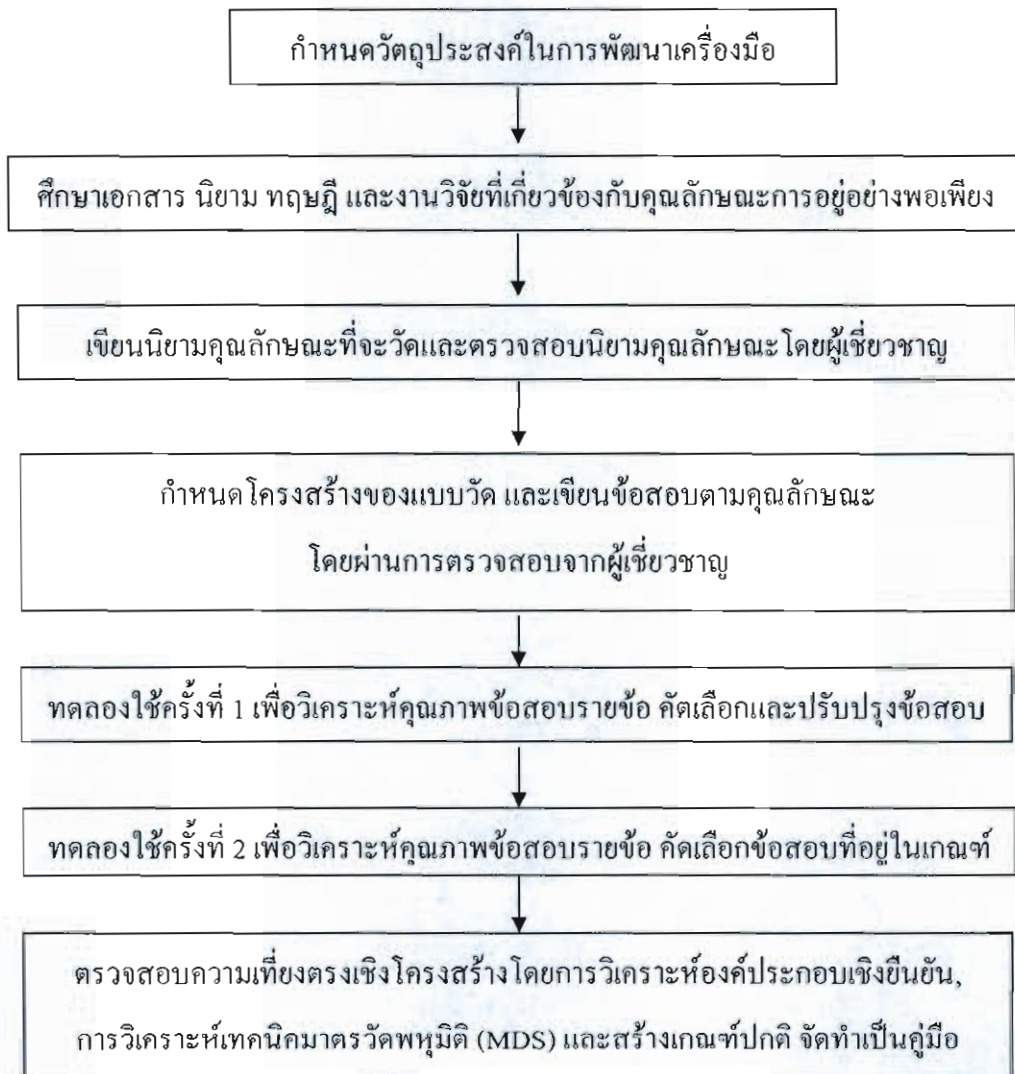 กำหนดวัตถุประสงค์ในการพัฒนาเครื่องมือ
ศึกษาเอกสาร นิยาม ทฤษฎี และงานวิจัยที่เกี่ยวข้องกับคุณลักษณะการอยู่อย่างพอเพียง
เขียนนิยามคุณลักษณะที่จะวัดและตรวจสอบนิยามคุณลักษณะโดยผู้เชี่ยวชาญ
กำหนดโครงสร้างของแบบวัด และเขียนข้อสอบตามคุณลักษณะ
โดยผ่านการตรวจสอบจากผู้เชี่ยวชาญ
ทดลองใช้ครั้งที่ 1 เพื่อวิเคราะห์คุณภาพข้อสอบรายข้อ คัดเลือกและปรับปรุงข้อสอบ
ทดลองใช้ครั้งที่ 2 เพื่อวิเคราะห์คุณภาพข้อสอบรายข้อ คัดเลือกข้อสอบที่อยู่ในเกณฑ์
ตรวจสอบความเที่ยงตรงเชิงโครงสร้างโดยการวิเคราะห์องค์ประกอบเชิงยืนยัน,
การวิเคราะห์เทคนิคมาตรวัดพหุมิติ (MDS) และสร้างเกณฑ์ปกติ จัดทำเป็นคู่มือ